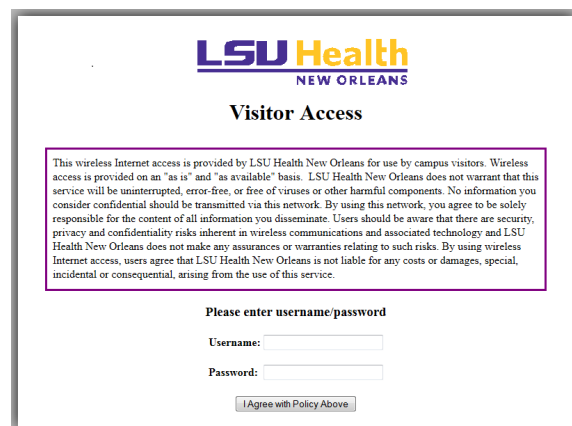 LSU Health
NEW ORLEANS
Visitor Access
This wireless Internet access is provided by LSU Health New Orleans for use by campus visitors. Wireless
access is provided on an "as is" and "as available" basis.  LSU Health New Orleans does not warrant that this
service will be uninterrupted, error-free, or free of viruses or other harmful components. No information you
consider confidential should be transmitted via this network. By using this network, you agree to be solely
responsible for the content of all information you disseminate. Users should be aware that there are security,
privacy and confidentiality risks inherent in wireless communications and associated technology and LSU
Health New Orleans does not make any assurances or warranties relating to such risks. By using wireless
Internet access, users agree that LSU Health New Orleans is not liable for any costs or damages, special,
incidental or consequential, arising from the use of this service.
Please enter username/password
Username:
Password:
I Agree with Policy Above